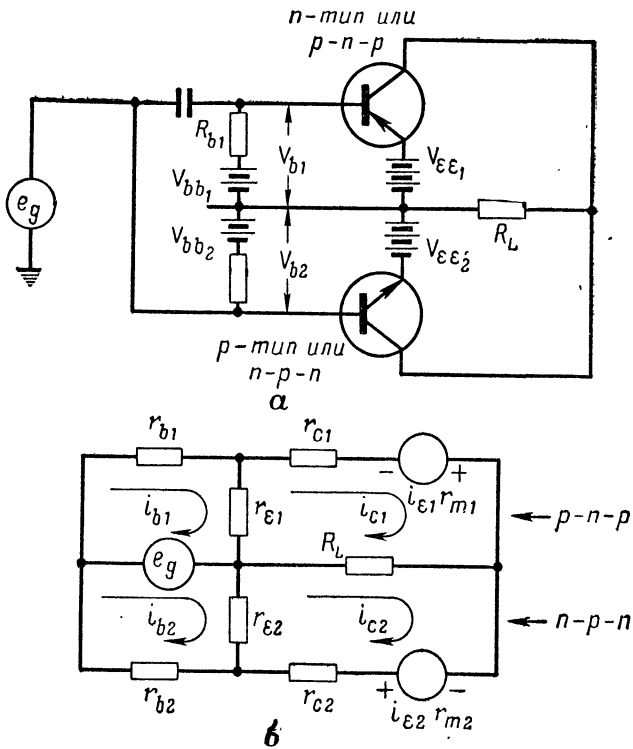 n-тип или
p-n-p
R_b1
V_bb1
V_b1
V_εε1
e_g
V_bb2
V_b2
V_εε2
R_L
p-тип или
n-p-n
a
r_b1
r_c1
- +
i_b1
r_ε1
i_c1
i_ε1 r_m1
p-n-p
e_g
R_L
i_b2
r_ε2
i_c2
n-p-n
r_b2
r_c2
+ -
i_ε2 r_m2
в